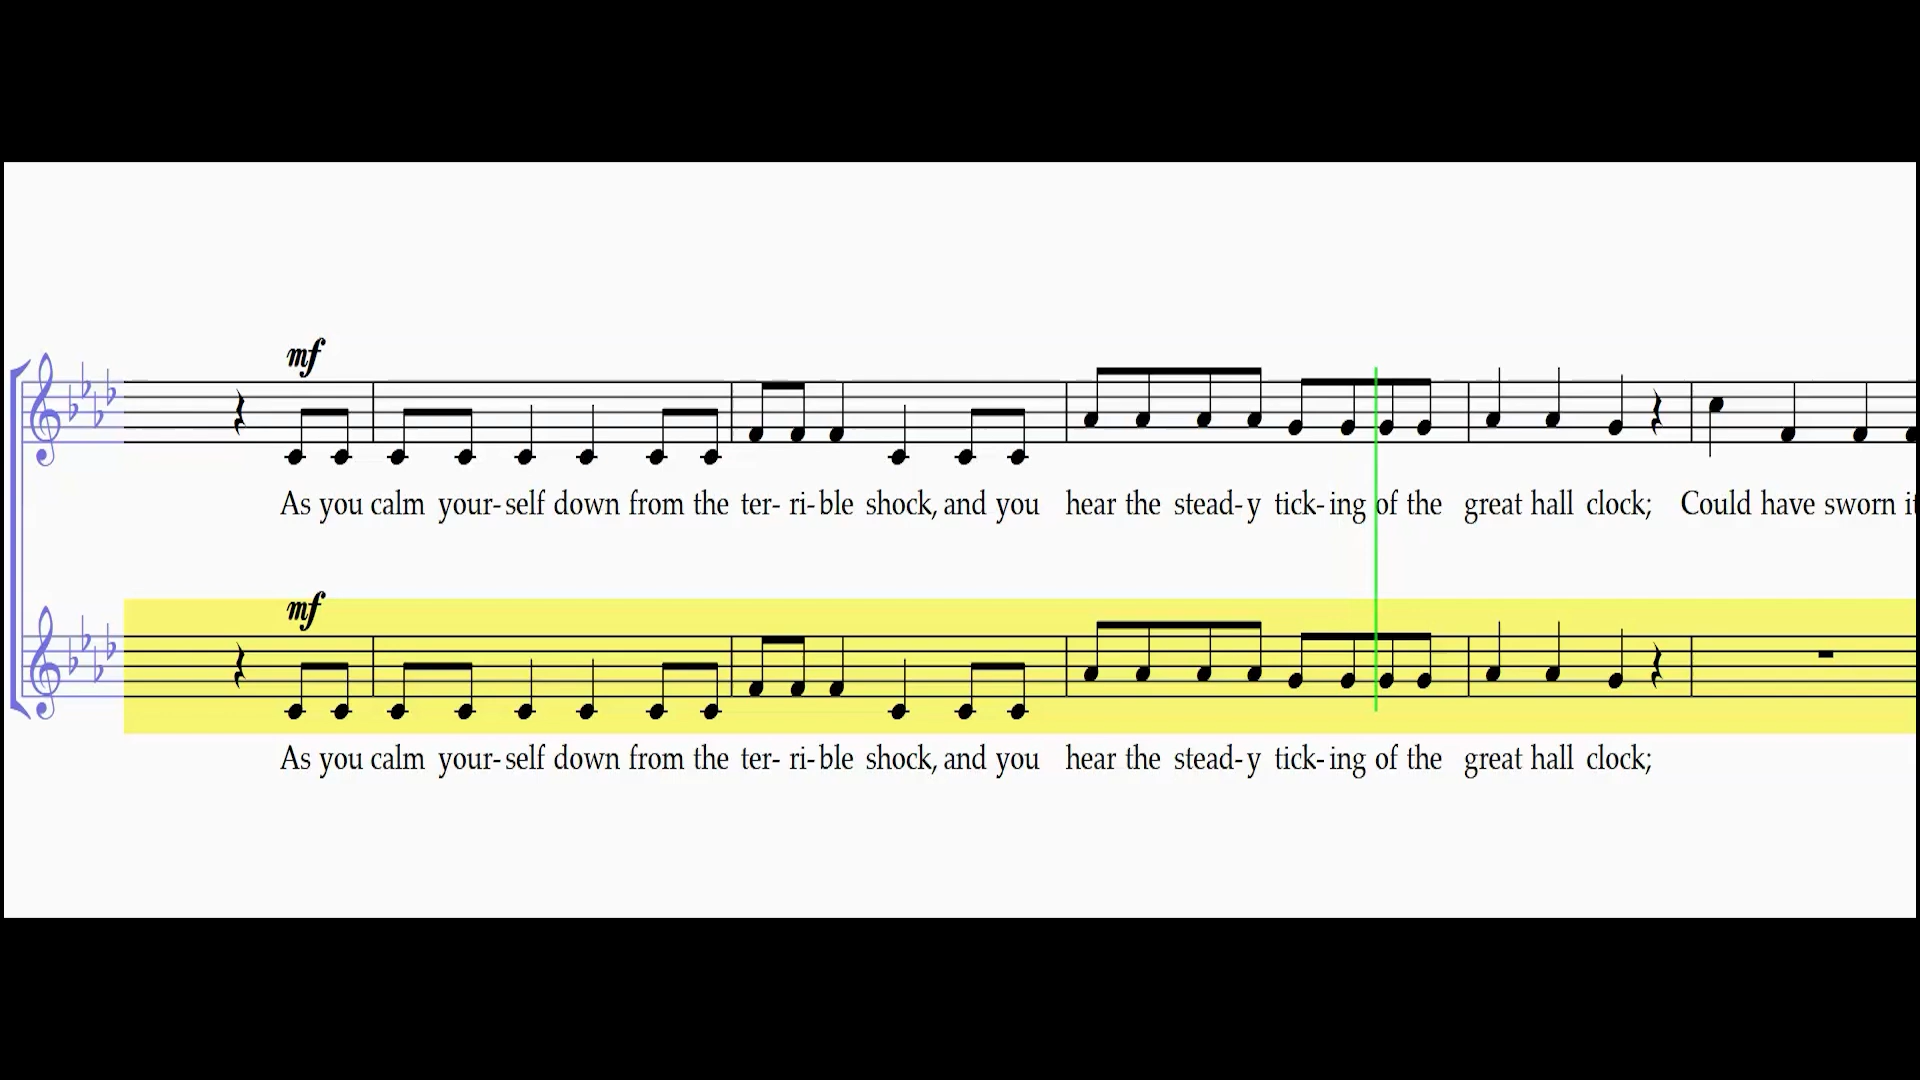 mf
As you calm your- self down from the ter- ri- ble shock, and you hear the stead- y tick- ing of the great hall clock; Could have sworn it
mf
As you calm your- self down from the ter- ri- ble shock, and you hear the stead- y tick- ing of the great hall clock;